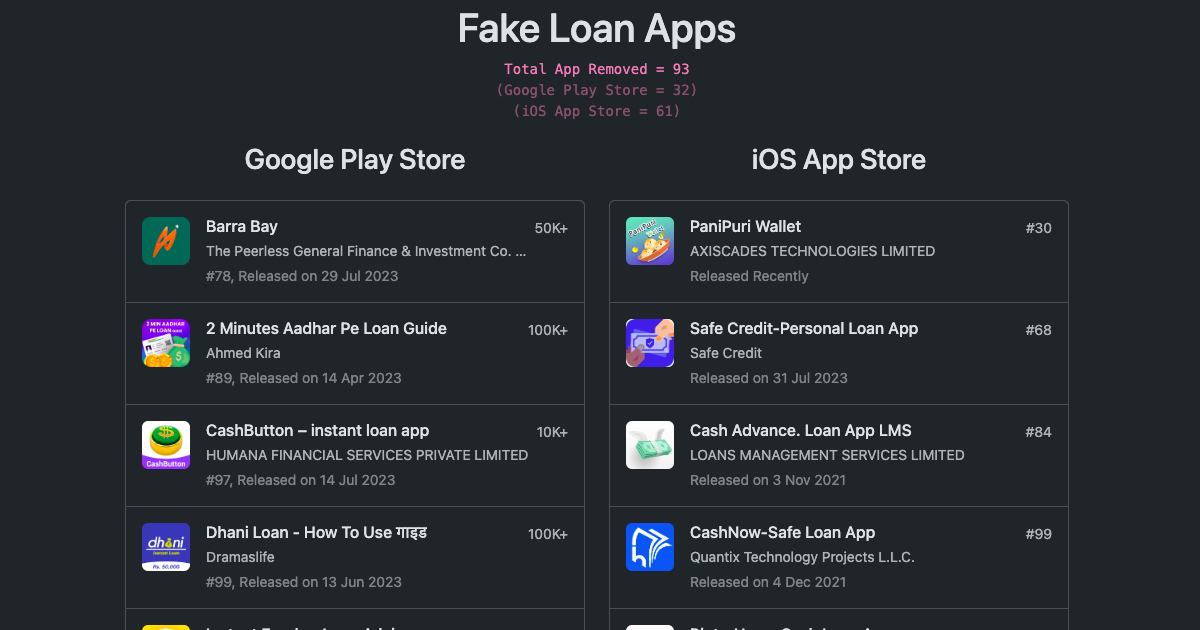 Fake Loan Apps
Total App Removed = 93
(Google Play Store = 32)
(iOS App Store = 61)
Google Play Store
Barra Bay
50K+
The Peerless General Finance & Investment Co. ...
#78, Released on 29 Jul 2023
2 MIN AADHAR
PE LOAN GUIDE
2 Minutes Aadhar Pe Loan Guide
100K+
Ahmed Kira
#89, Released on 14 Apr 2023
CashButton
CashButton – instant loan app
10K+
HUMANA FINANCIAL SERVICES PRIVATE LIMITED
#97, Released on 14 Jul 2023
dhani
Rs. 50,000
Dhani Loan - How To Use गाइड
100K+
Dramaslife
#99, Released on 13 Jun 2023
iOS App Store
PaniPuri
Wallet
PaniPuri Wallet
#30
AXISCADES TECHNOLOGIES LIMITED
Released Recently
Safe Credit-Personal Loan App
#68
Safe Credit
Released on 31 Jul 2023
Cash Advance. Loan App LMS
#84
LOANS MANAGEMENT SERVICES LIMITED
Released on 3 Nov 2021
CashNow-Safe Loan App
#99
Quantix Technology Projects L.L.C.
Released on 4 Dec 2021